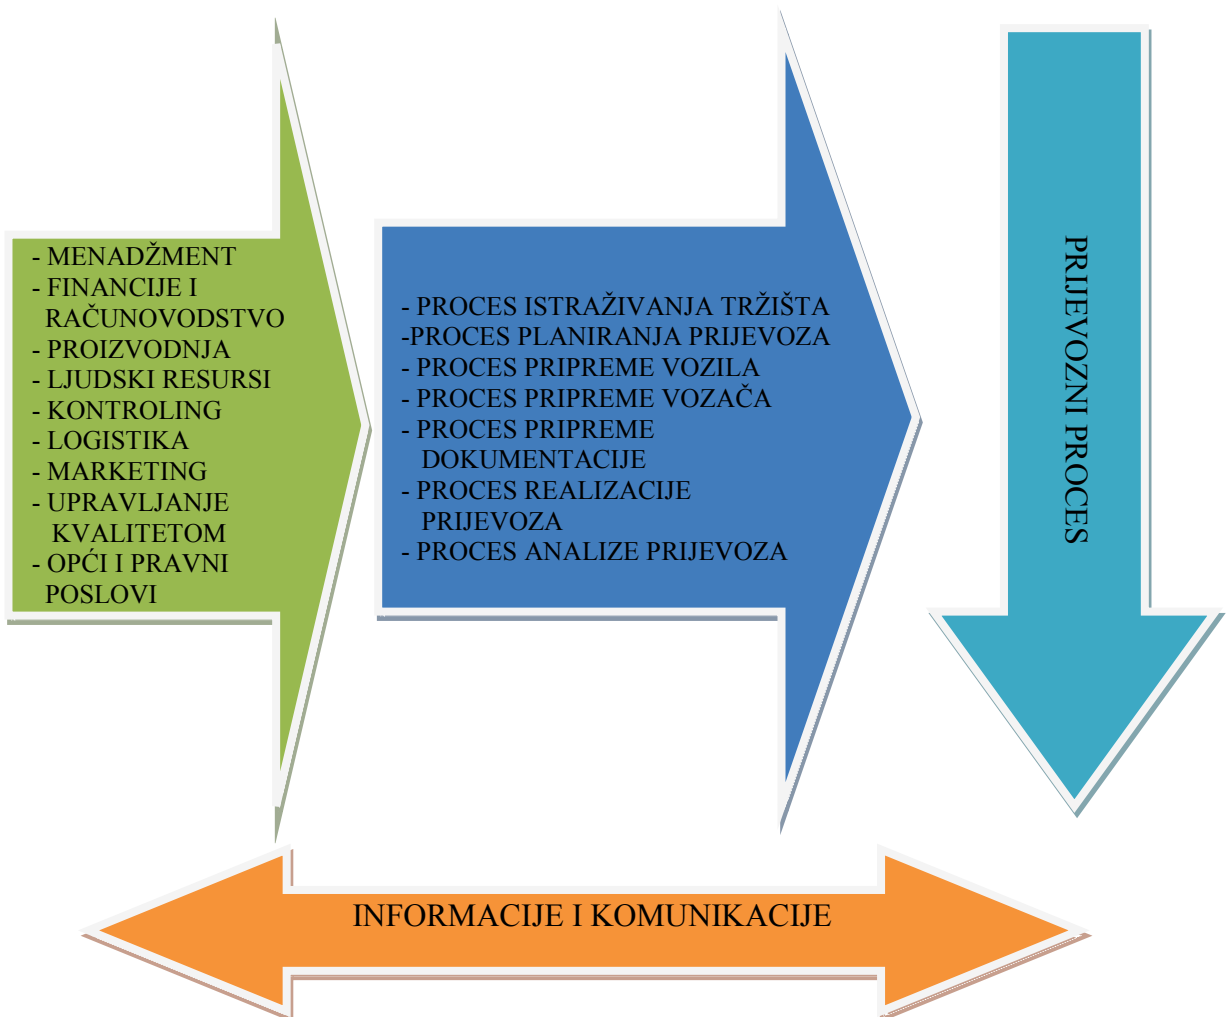 - MENADŽMENT
- FINANCIJE I
RAČUNOVODSTVO
- PROIZVODNJA
- LJUDSKI RESURSI
- KONTROLING
- LOGISTIKA
- MARKETING
- UPRAVLJANJE
KVALITETOM
- OPĆI I PRAVNI
POSLOVI
- PROCES ISTRAŽIVANJA TRŽIŠTA
-PROCES PLANIRANJA PRIJEVOZA
- PROCES PRIPREME VOZILA
- PROCES PRIPREME VOZAČA
- PROCES PRIPREME
DOKUMENTACIJE
- PROCES REALIZACIJE
PRIJEVOZA
- PROCES ANALIZE PRIJEVOZA
PRIJEVOZNI PROCES
INFORMACIJE I KOMUNIKACIJE